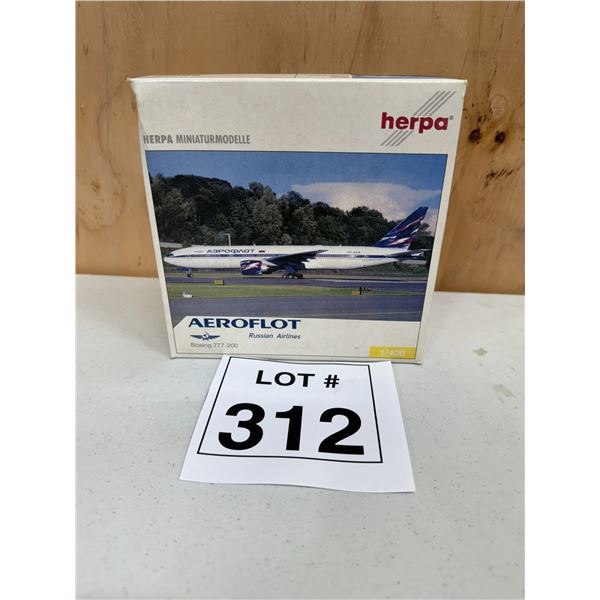 herpa®
HERPA MINIATURMODELLE
АЭРОФЛОТ
AEROFLOT
Russian Airlines
Boeing 777-200
1/400
LOT #
312